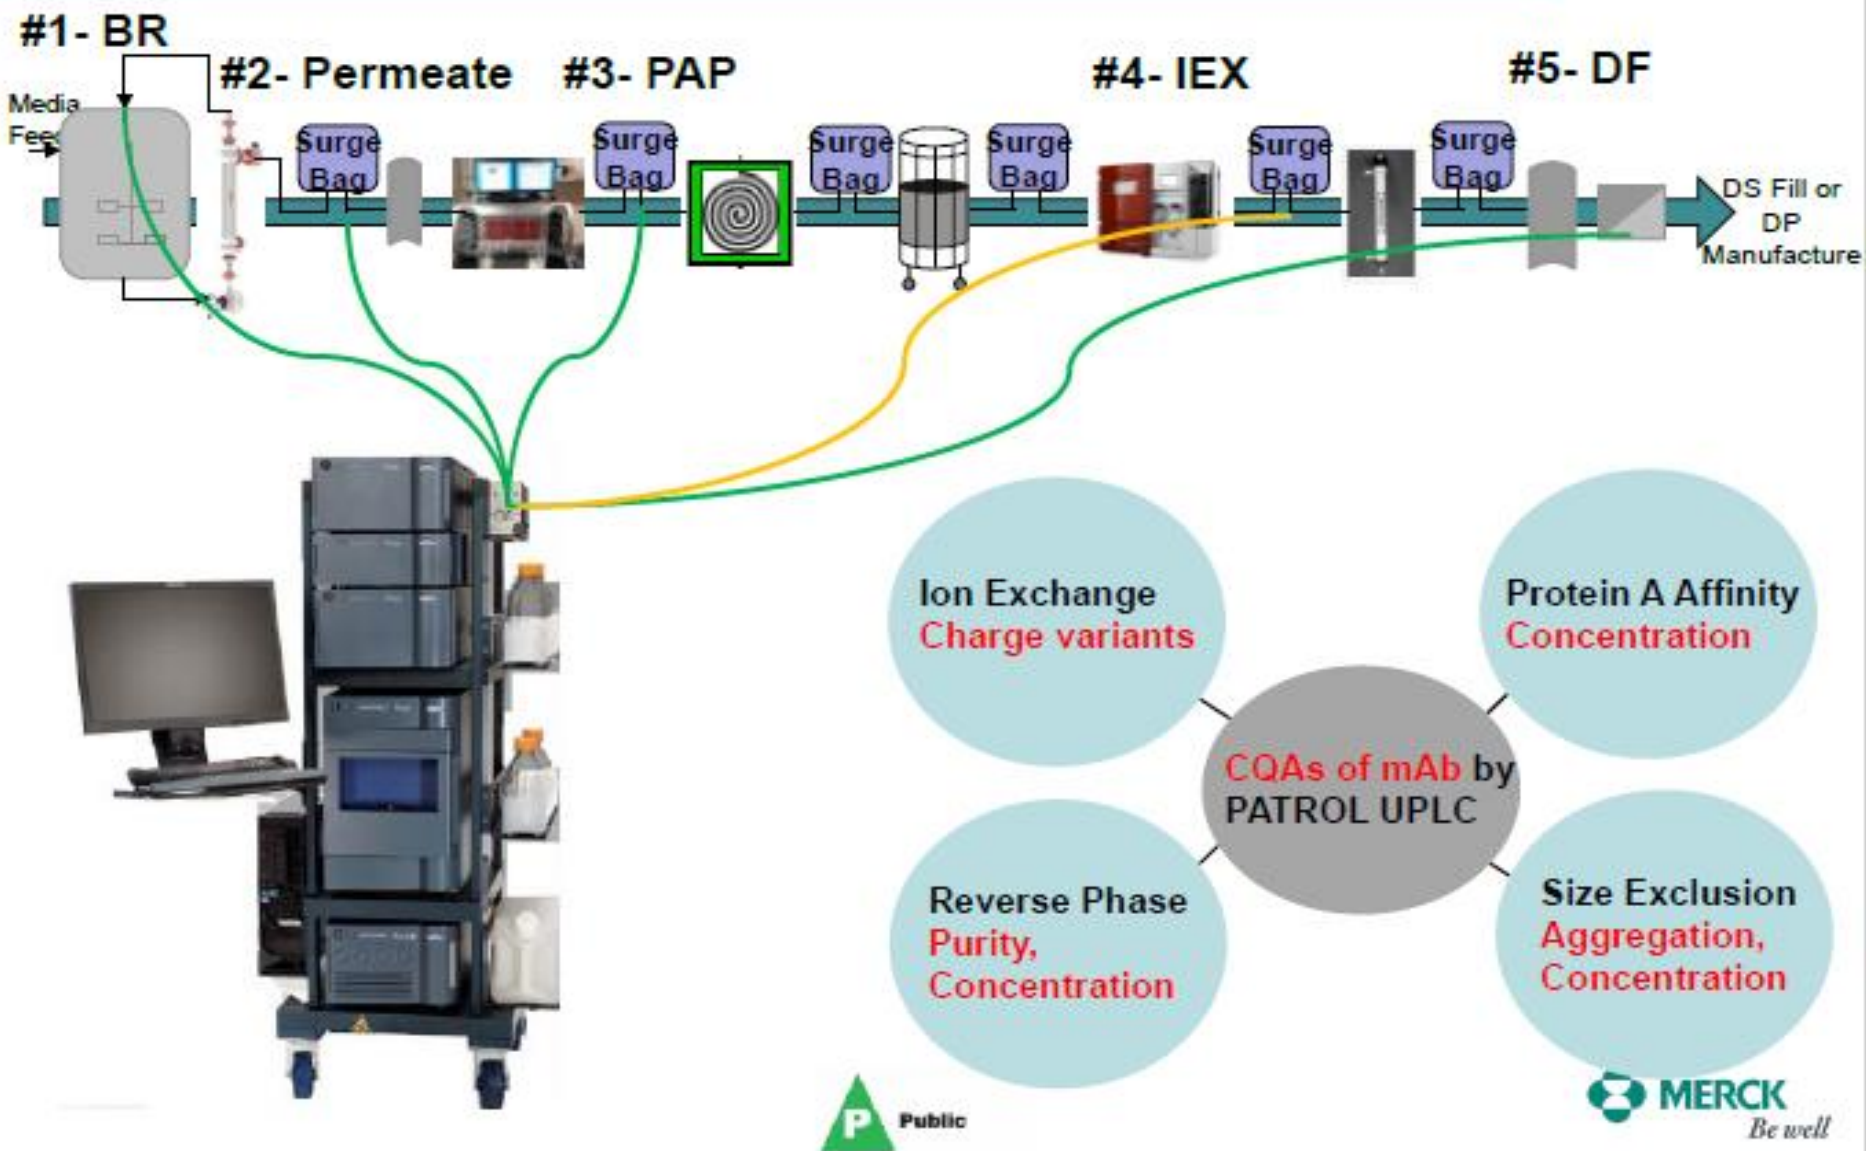 #1- BR
#2- Permeate
#3- PAP
#4- IEX
#5- DF
Media
Feed
Surge
Bag
Surge
Bag
Surge
Bag
Surge
Bag
Surge
Bag
Surge
Bag
DS Fill or
DP
Manufacture
Ion Exchange
Charge variants
Protein A Affinity
Concentration
CQAs of mAb by
PATROL UPLC
Reverse Phase
Purity,
Concentration
Size Exclusion
Aggregation,
Concentration
P
Public
MERCK
Be well